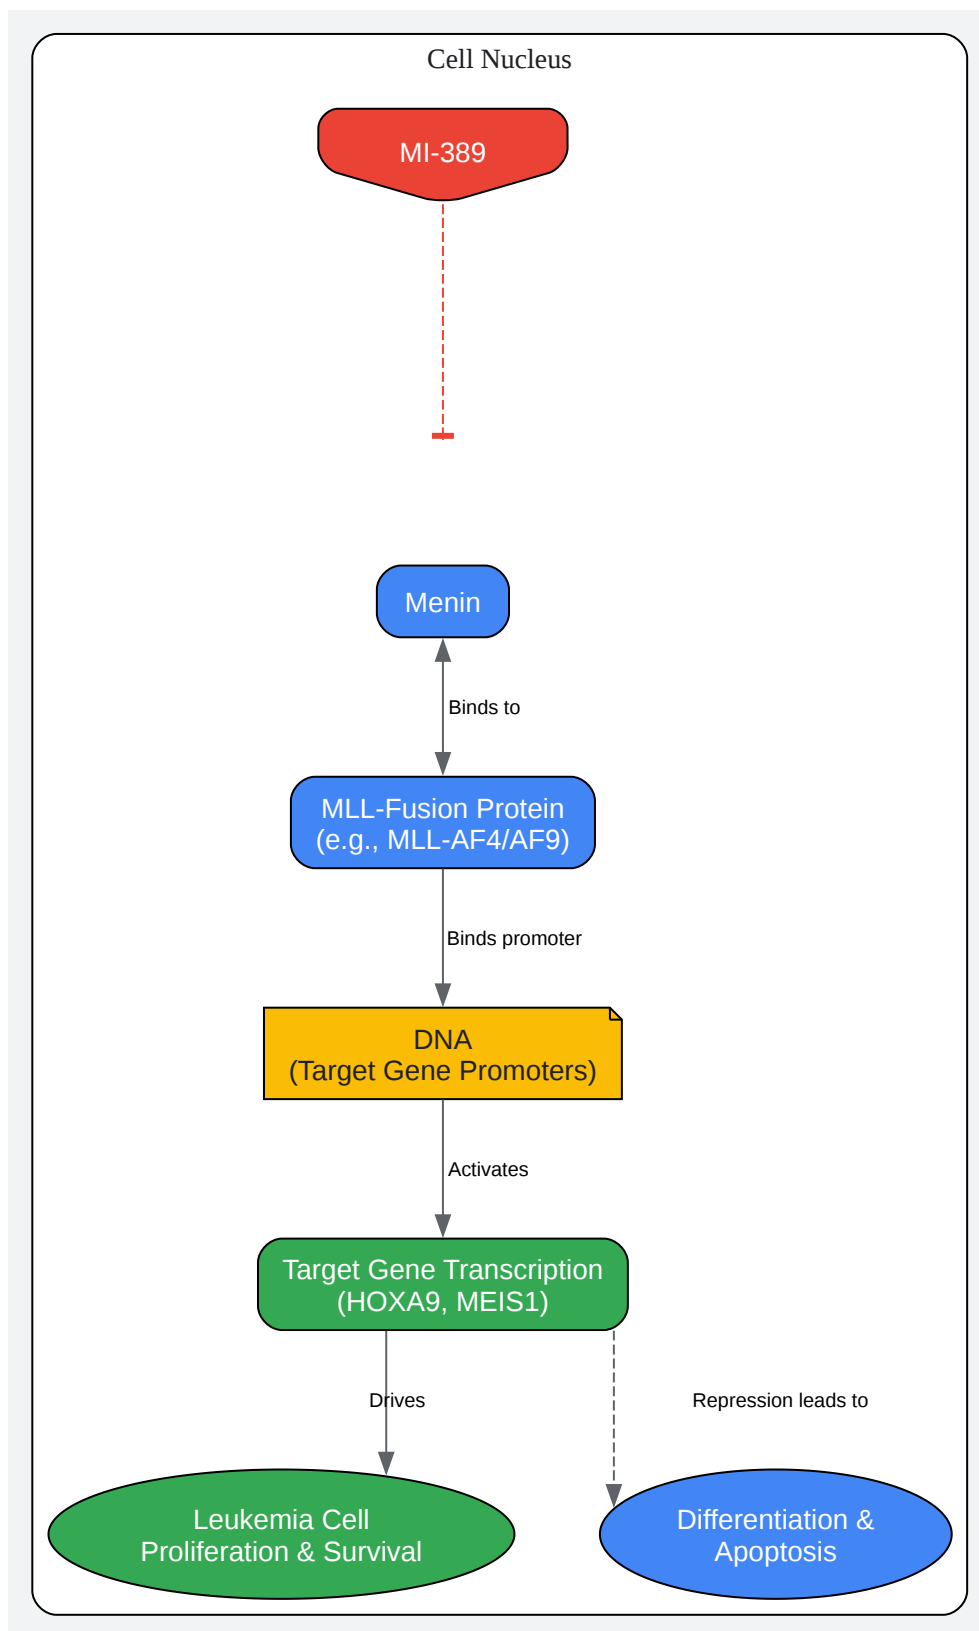 Cell Nucleus
MI-389
Menin
Binds to
MLL-Fusion Protein
(e.g., MLL-AF4/AF9)
Binds promoter
DNA
(Target Gene Promoters)
Activates
Target Gene Transcription
(HOXA9, MEIS1)
Drives
Repression leads to
Leukemia Cell
Proliferation & Survival
Differentiation &
Apoptosis